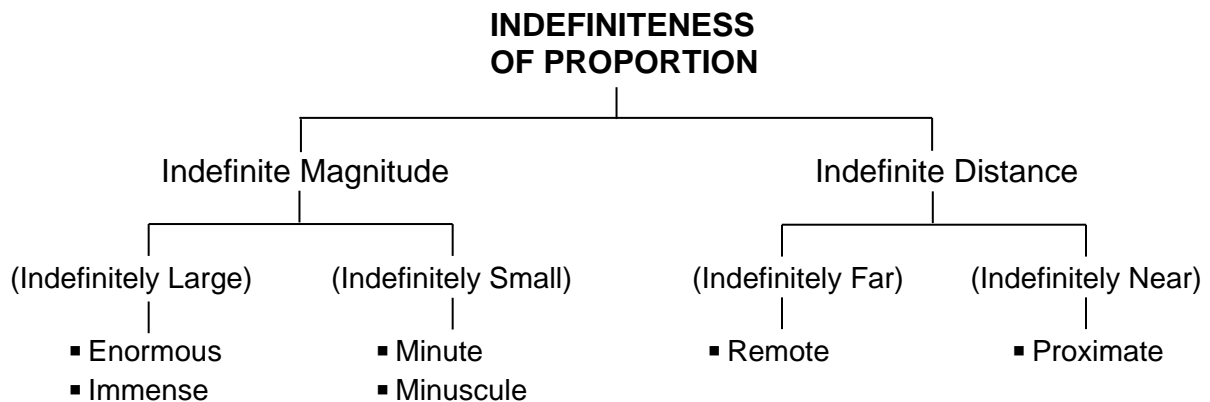 INDEFINITENESS
OF PROPORTION
Indefinite Magnitude
Indefinite Distance
(Indefinitely Large)
(Indefinitely Small)
(Indefinitely Far)
(Indefinitely Near)
▪ Enormous
▪ Immense
▪ Minute
▪ Minuscule
▪ Remote
▪ Proximate